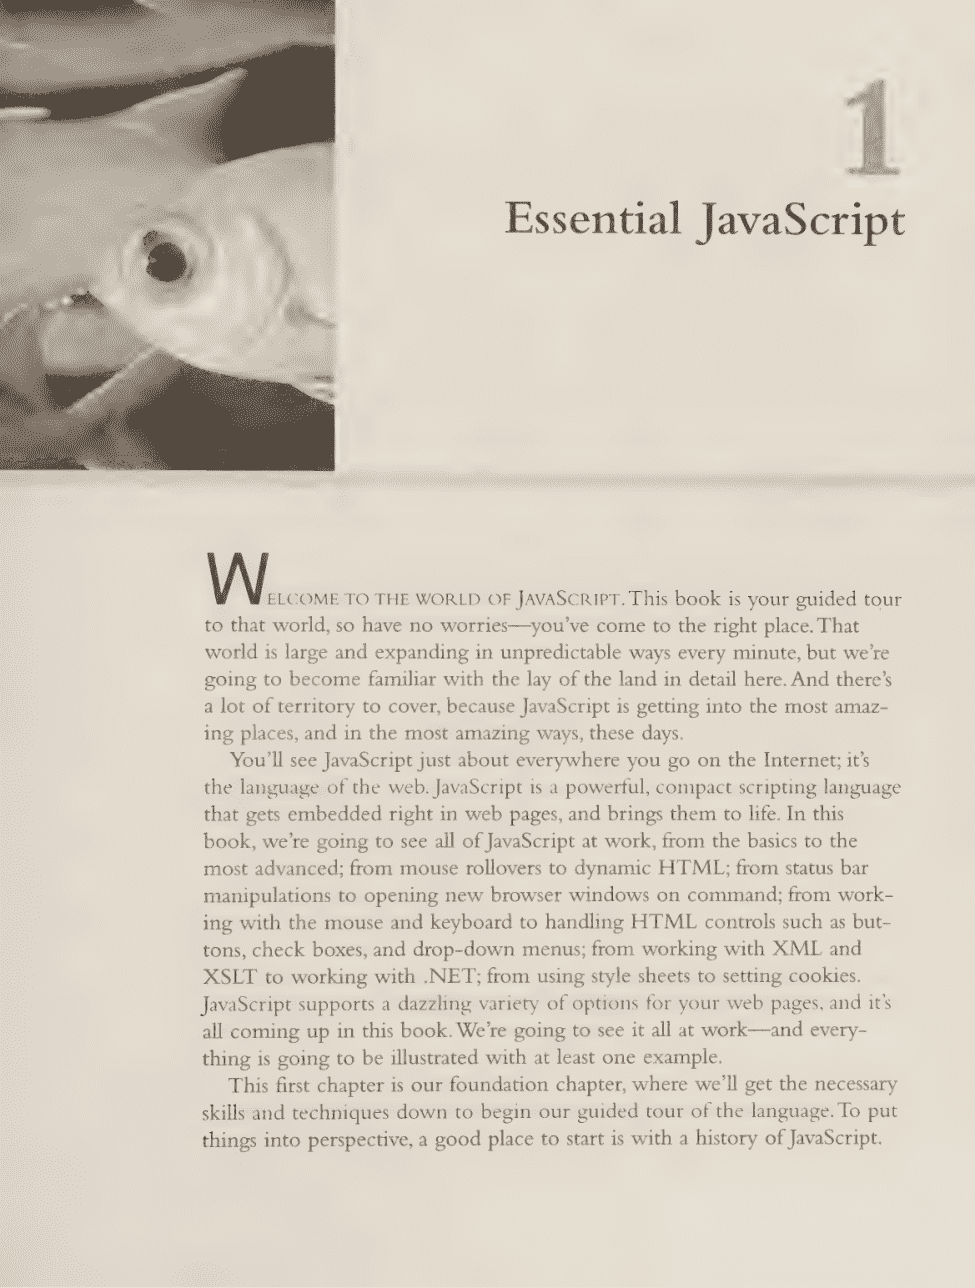 1
Essential JavaScript
WELCOME TO THE WORLD OF JAVASCRIPT. This book is your guided tour
to that world, so have no worries—you've come to the right place. That
world is large and expanding in unpredictable ways every minute, but we're
going to become familiar with the lay of the land in detail here. And there's
a lot of territory to cover, because JavaScript is getting into the most amaz-
ing places, and in the most amazing ways, these days.
You'll see JavaScript just about everywhere you go on the Internet; it's
the language of the web. JavaScript is a powerful, compact scripting language
that gets embedded right in web pages, and brings them to life. In this
book, we're going to see all of JavaScript at work, from the basics to the
most advanced; from mouse rollovers to dynamic HTML; from status bar
manipulations to opening new browser windows on command; from work-
ing with the mouse and keyboard to handling HTML controls such as but-
tons, check boxes, and drop-down menus; from working with XML and
XSLT to working with .NET; from using style sheets to setting cookies.
JavaScript supports a dazzling variety of options for your web pages, and it's
all coming up in this book. We're going to see it all at work—and every-
thing is going to be illustrated with at least one example.
This first chapter is our foundation chapter, where we'll get the necessary
skills and techniques down to begin our guided tour of the language. To put
things into perspective, a good place to start is with a history of JavaScript.